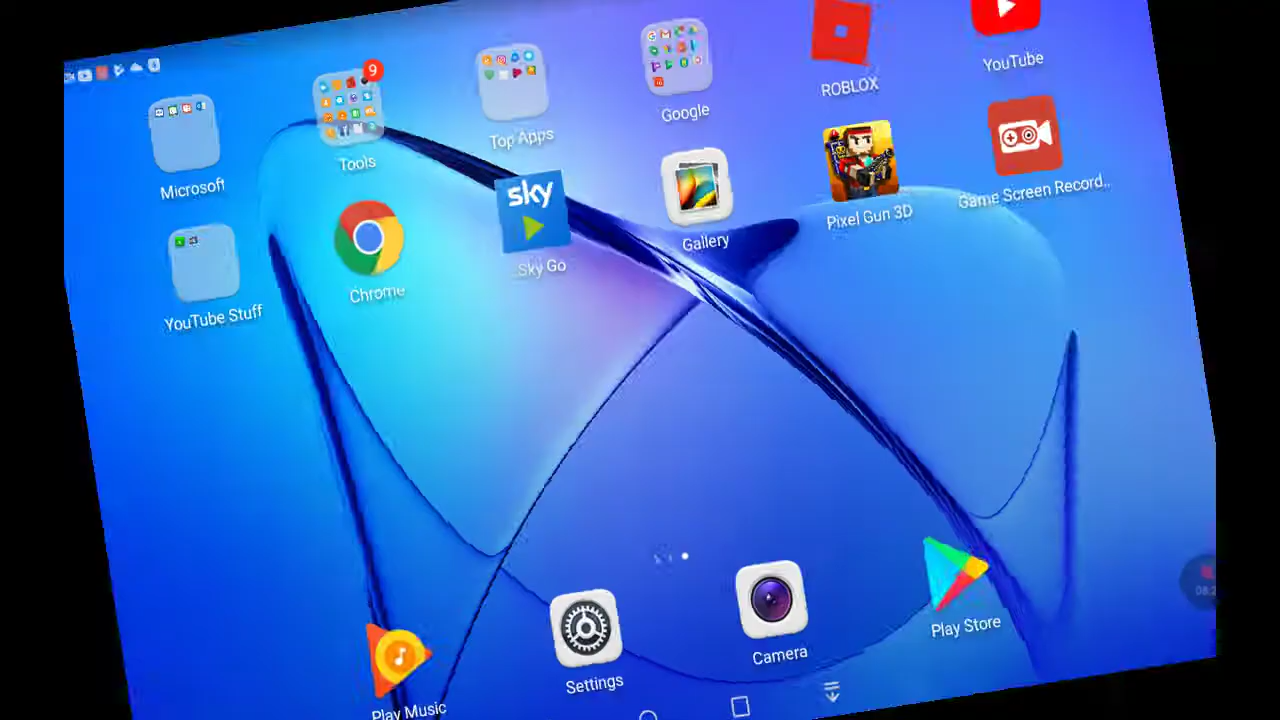 9
Microsoft
Tools
Top Apps
Google
ROBLOX
YouTube
YouTube Stuff
Chrome
sky
Sky Go
Gallery
Pixel Gun 3D
Game Screen Record..
Play Music
Settings
Camera
Play Store